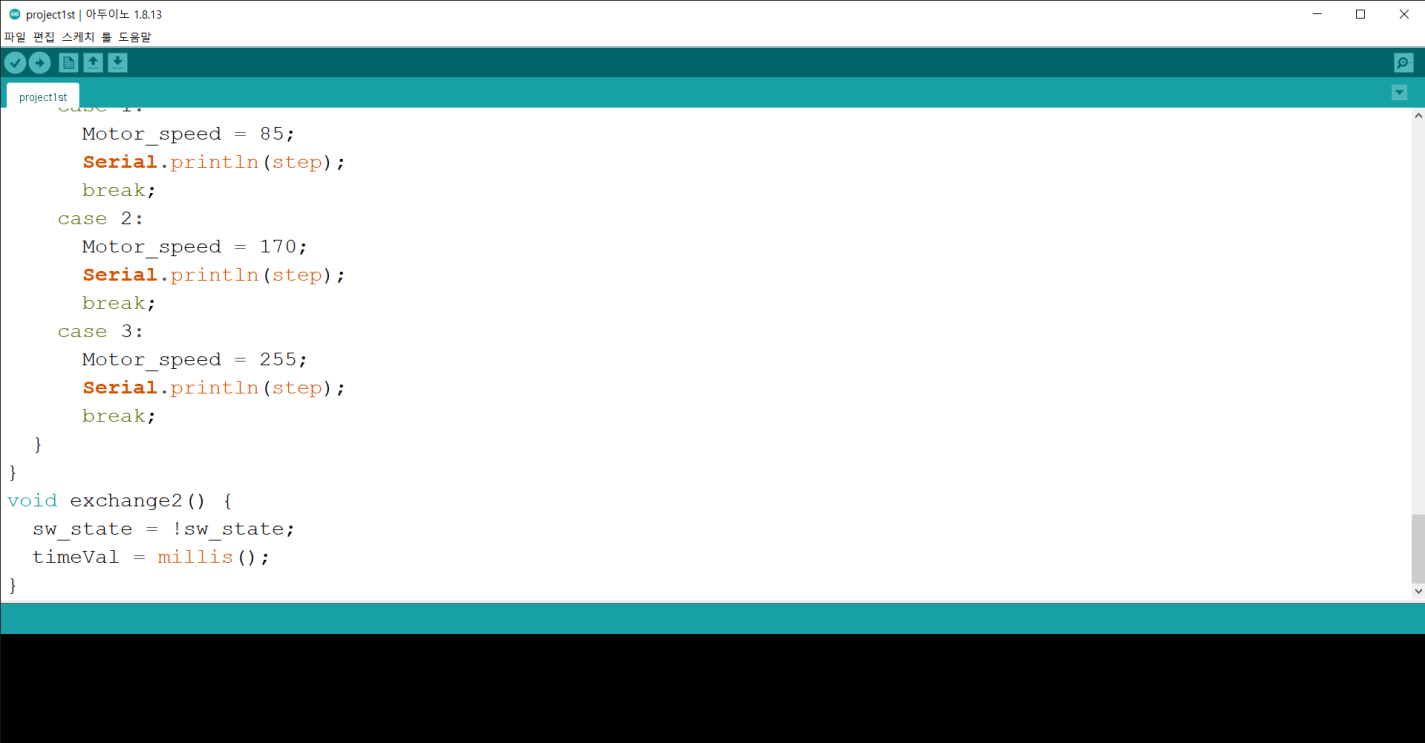 project1st | 아두이노 1.8.13
파일 편집 스케치 툴 도움말
project1st
case 1:
Motor_speed = 85;
Serial.println(step);
break;
case 2:
Motor_speed = 170;
Serial.println(step);
break;
case 3:
Motor_speed = 255;
Serial.println(step);
break;
}
}
void exchange2() {
sw_state = !sw_state;
timeVal = millis();
}